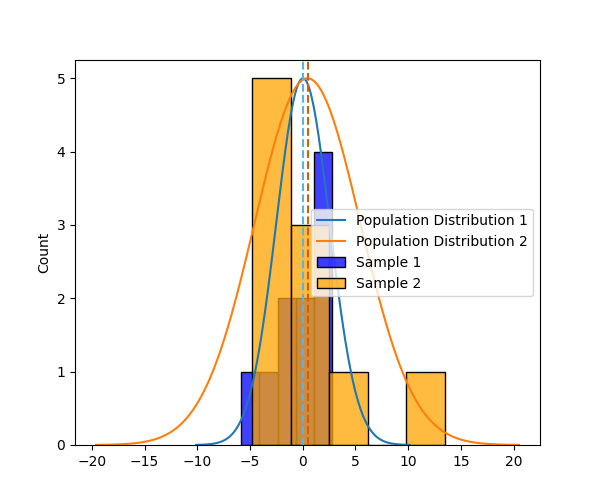 5
4
3
2
1
0
Count
Population Distribution 1
Population Distribution 2
Sample 1
Sample 2
−20 −15 −10 −5 0 5 10 15 20